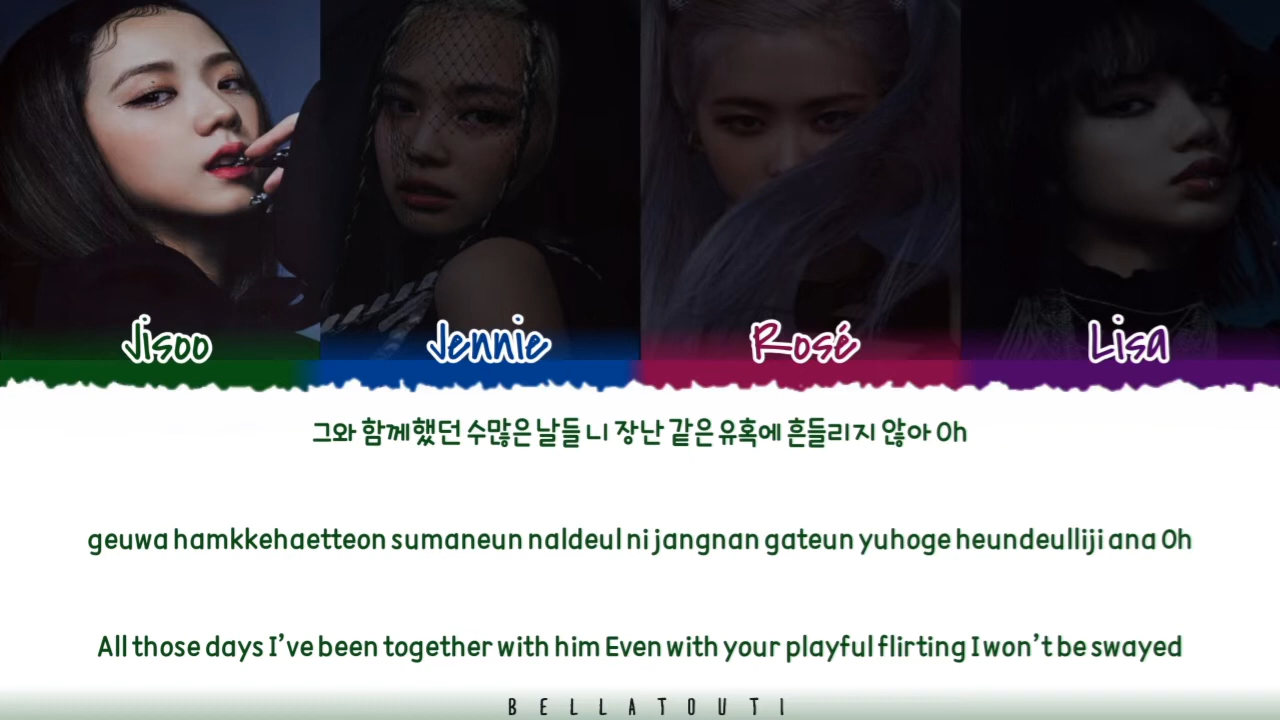 Jisoo Jennie Rosé Lisa
그와 함께했던 수많은 날들 니 장난 같은 유혹에 흔들리지 않아 Oh
geuwa hamkkehaetteon sumaneun naldeul ni jangnan gateun yuhoge heundeulliji ana Oh
All those days I’ve been together with him Even with your playful flirting I won’t be swayed
BELLATOUTI